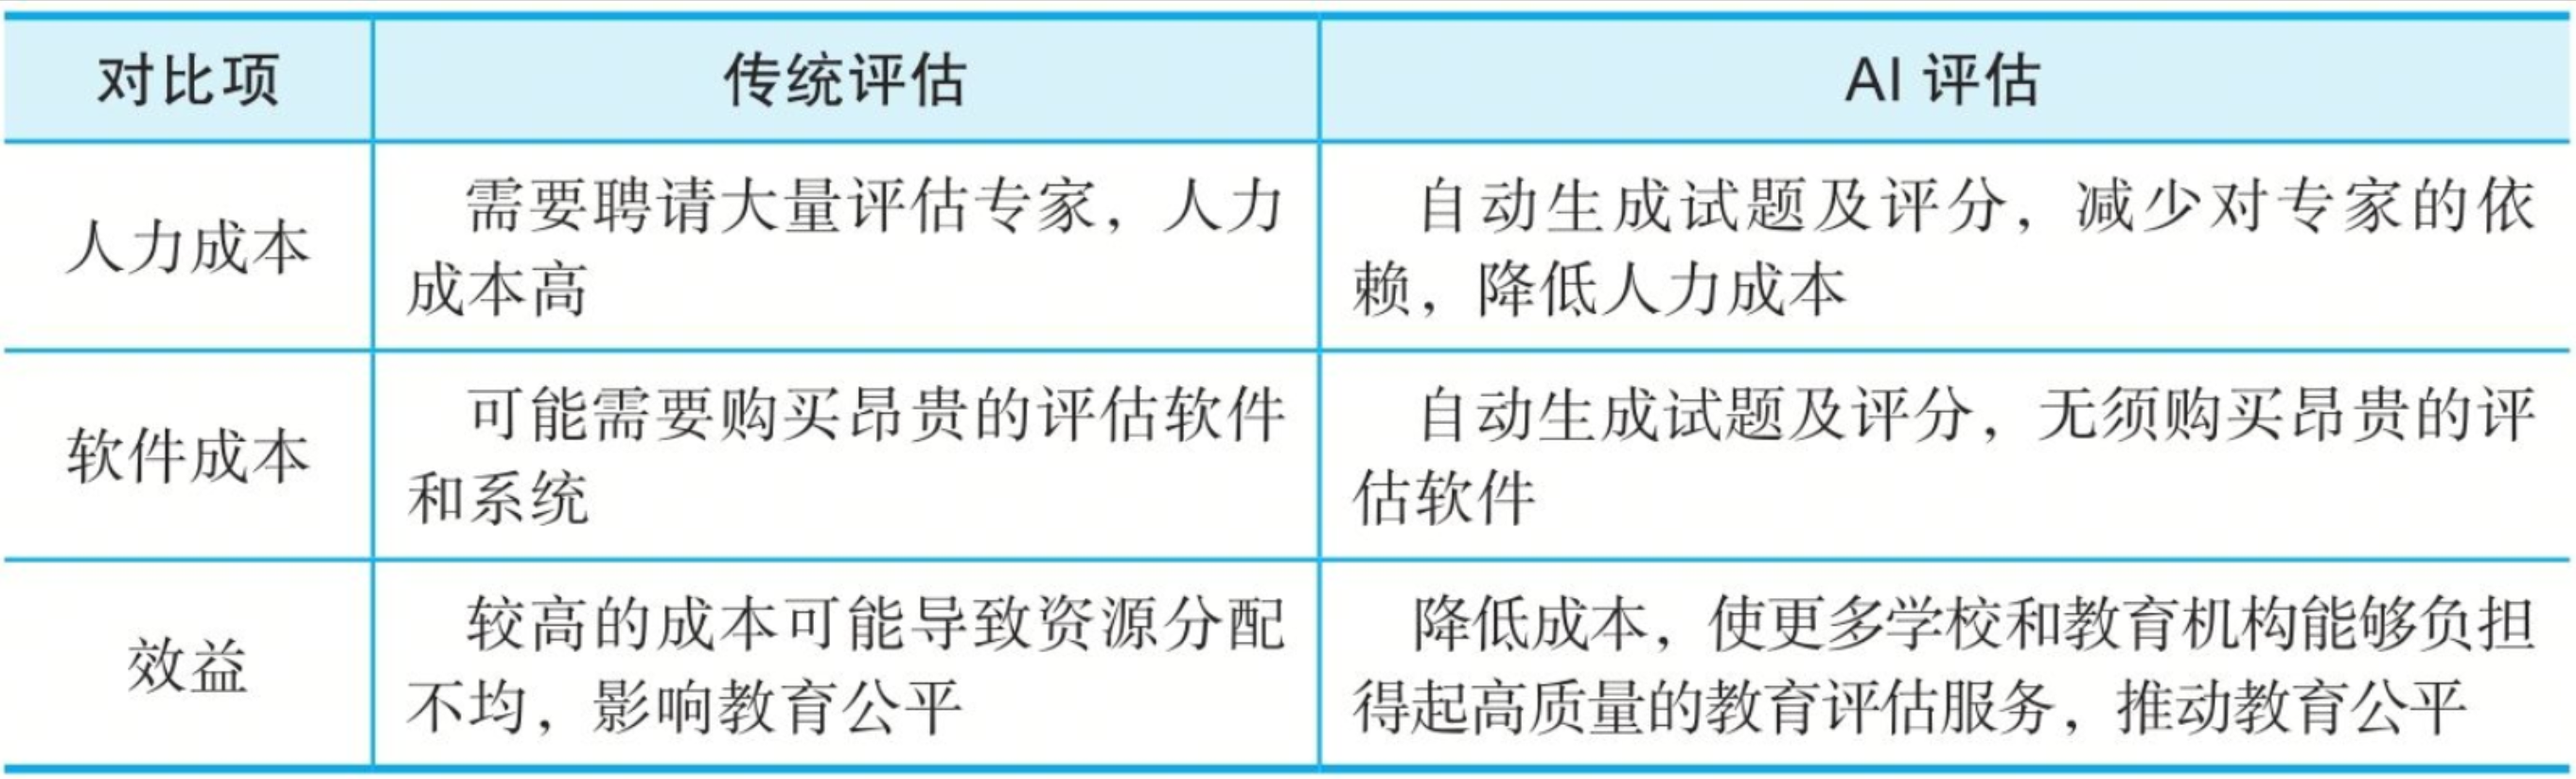 对比项 传统评估 AI 评估
人力成本
需要聘请大量评估专家，人力
成本高
自动生成试题及评分，减少对专家的依
赖，降低人力成本
软件成本
可能需要购买昂贵的评估软件
和系统
自动生成试题及评分，无须购买昂贵的评
估软件
效益
较高的成本可能导致资源分配
不均，影响教育公平
降低成本，使更多学校和教育机构能够负担
得起高质量的教育评估服务，推动教育公平